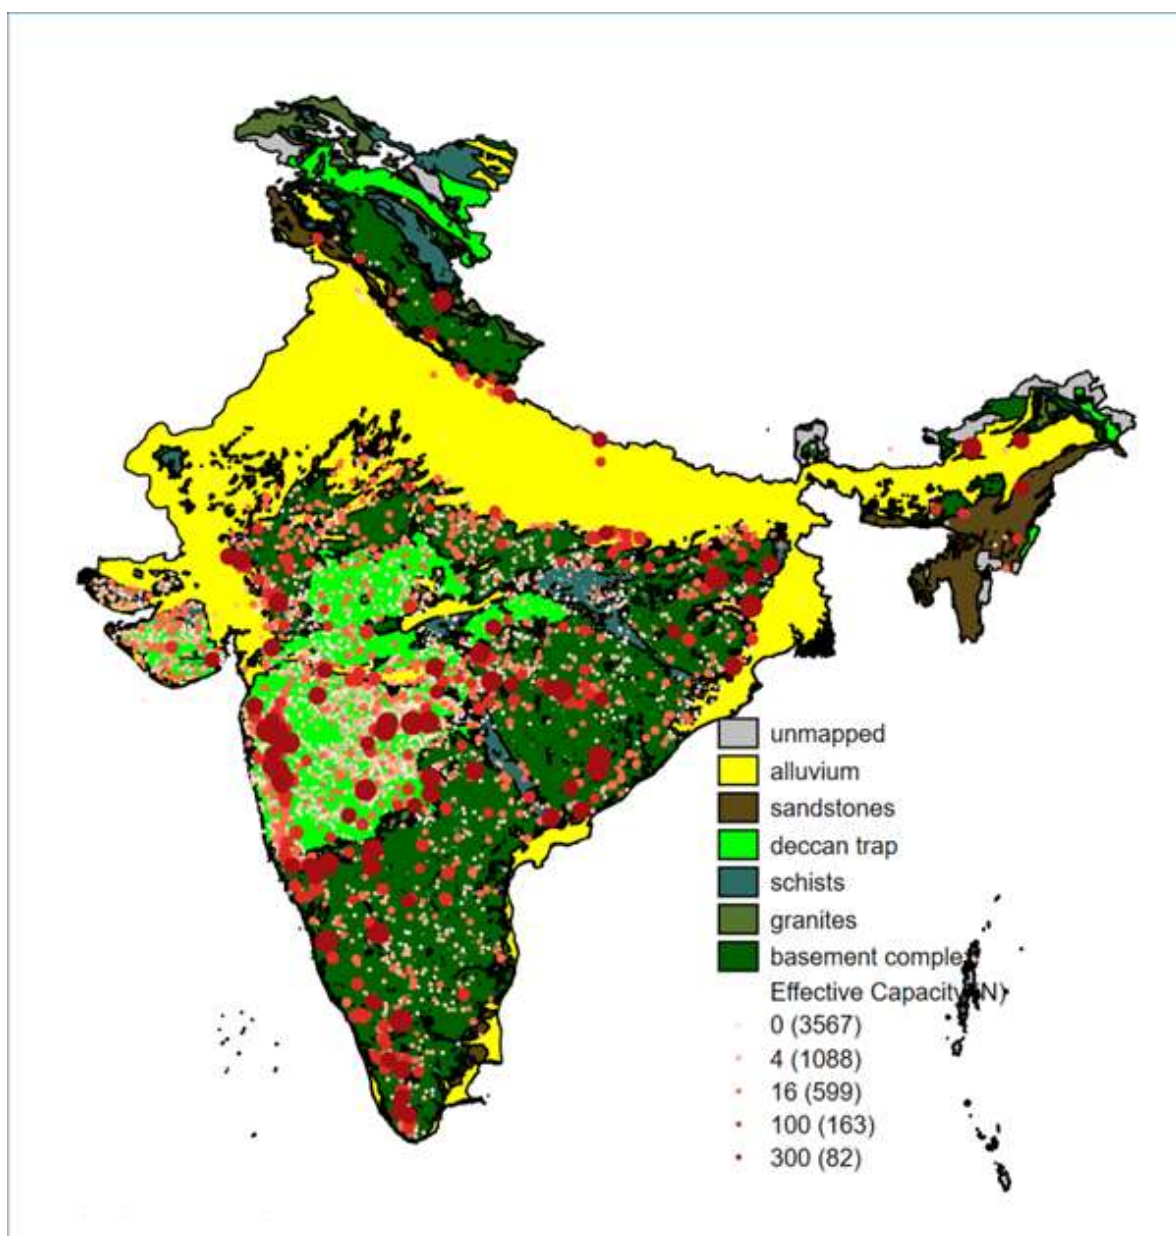 unmapped
alluvium
sandstones
deccan trap
schists
granites
basement comple
Effective Capacity N)
0 (3567)
4 (1088)
16 (599)
100 (163)
300 (82)